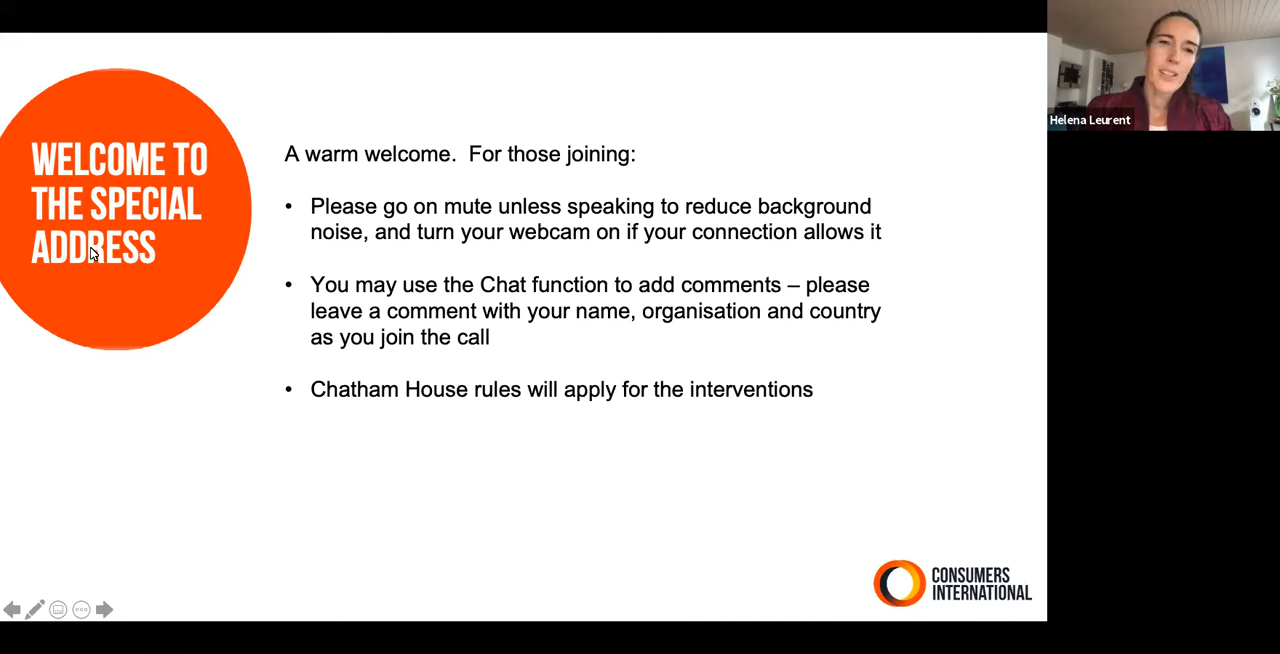 WELCOME TO
THE SPECIAL
ADDRESS
A warm welcome.  For those joining:
• Please go on mute unless speaking to reduce background
noise, and turn your webcam on if your connection allows it
• You may use the Chat function to add comments – please
leave a comment with your name, organisation and country
as you join the call
• Chatham House rules will apply for the interventions
CONSUMERS
INTERNATIONAL
Helena Leurent